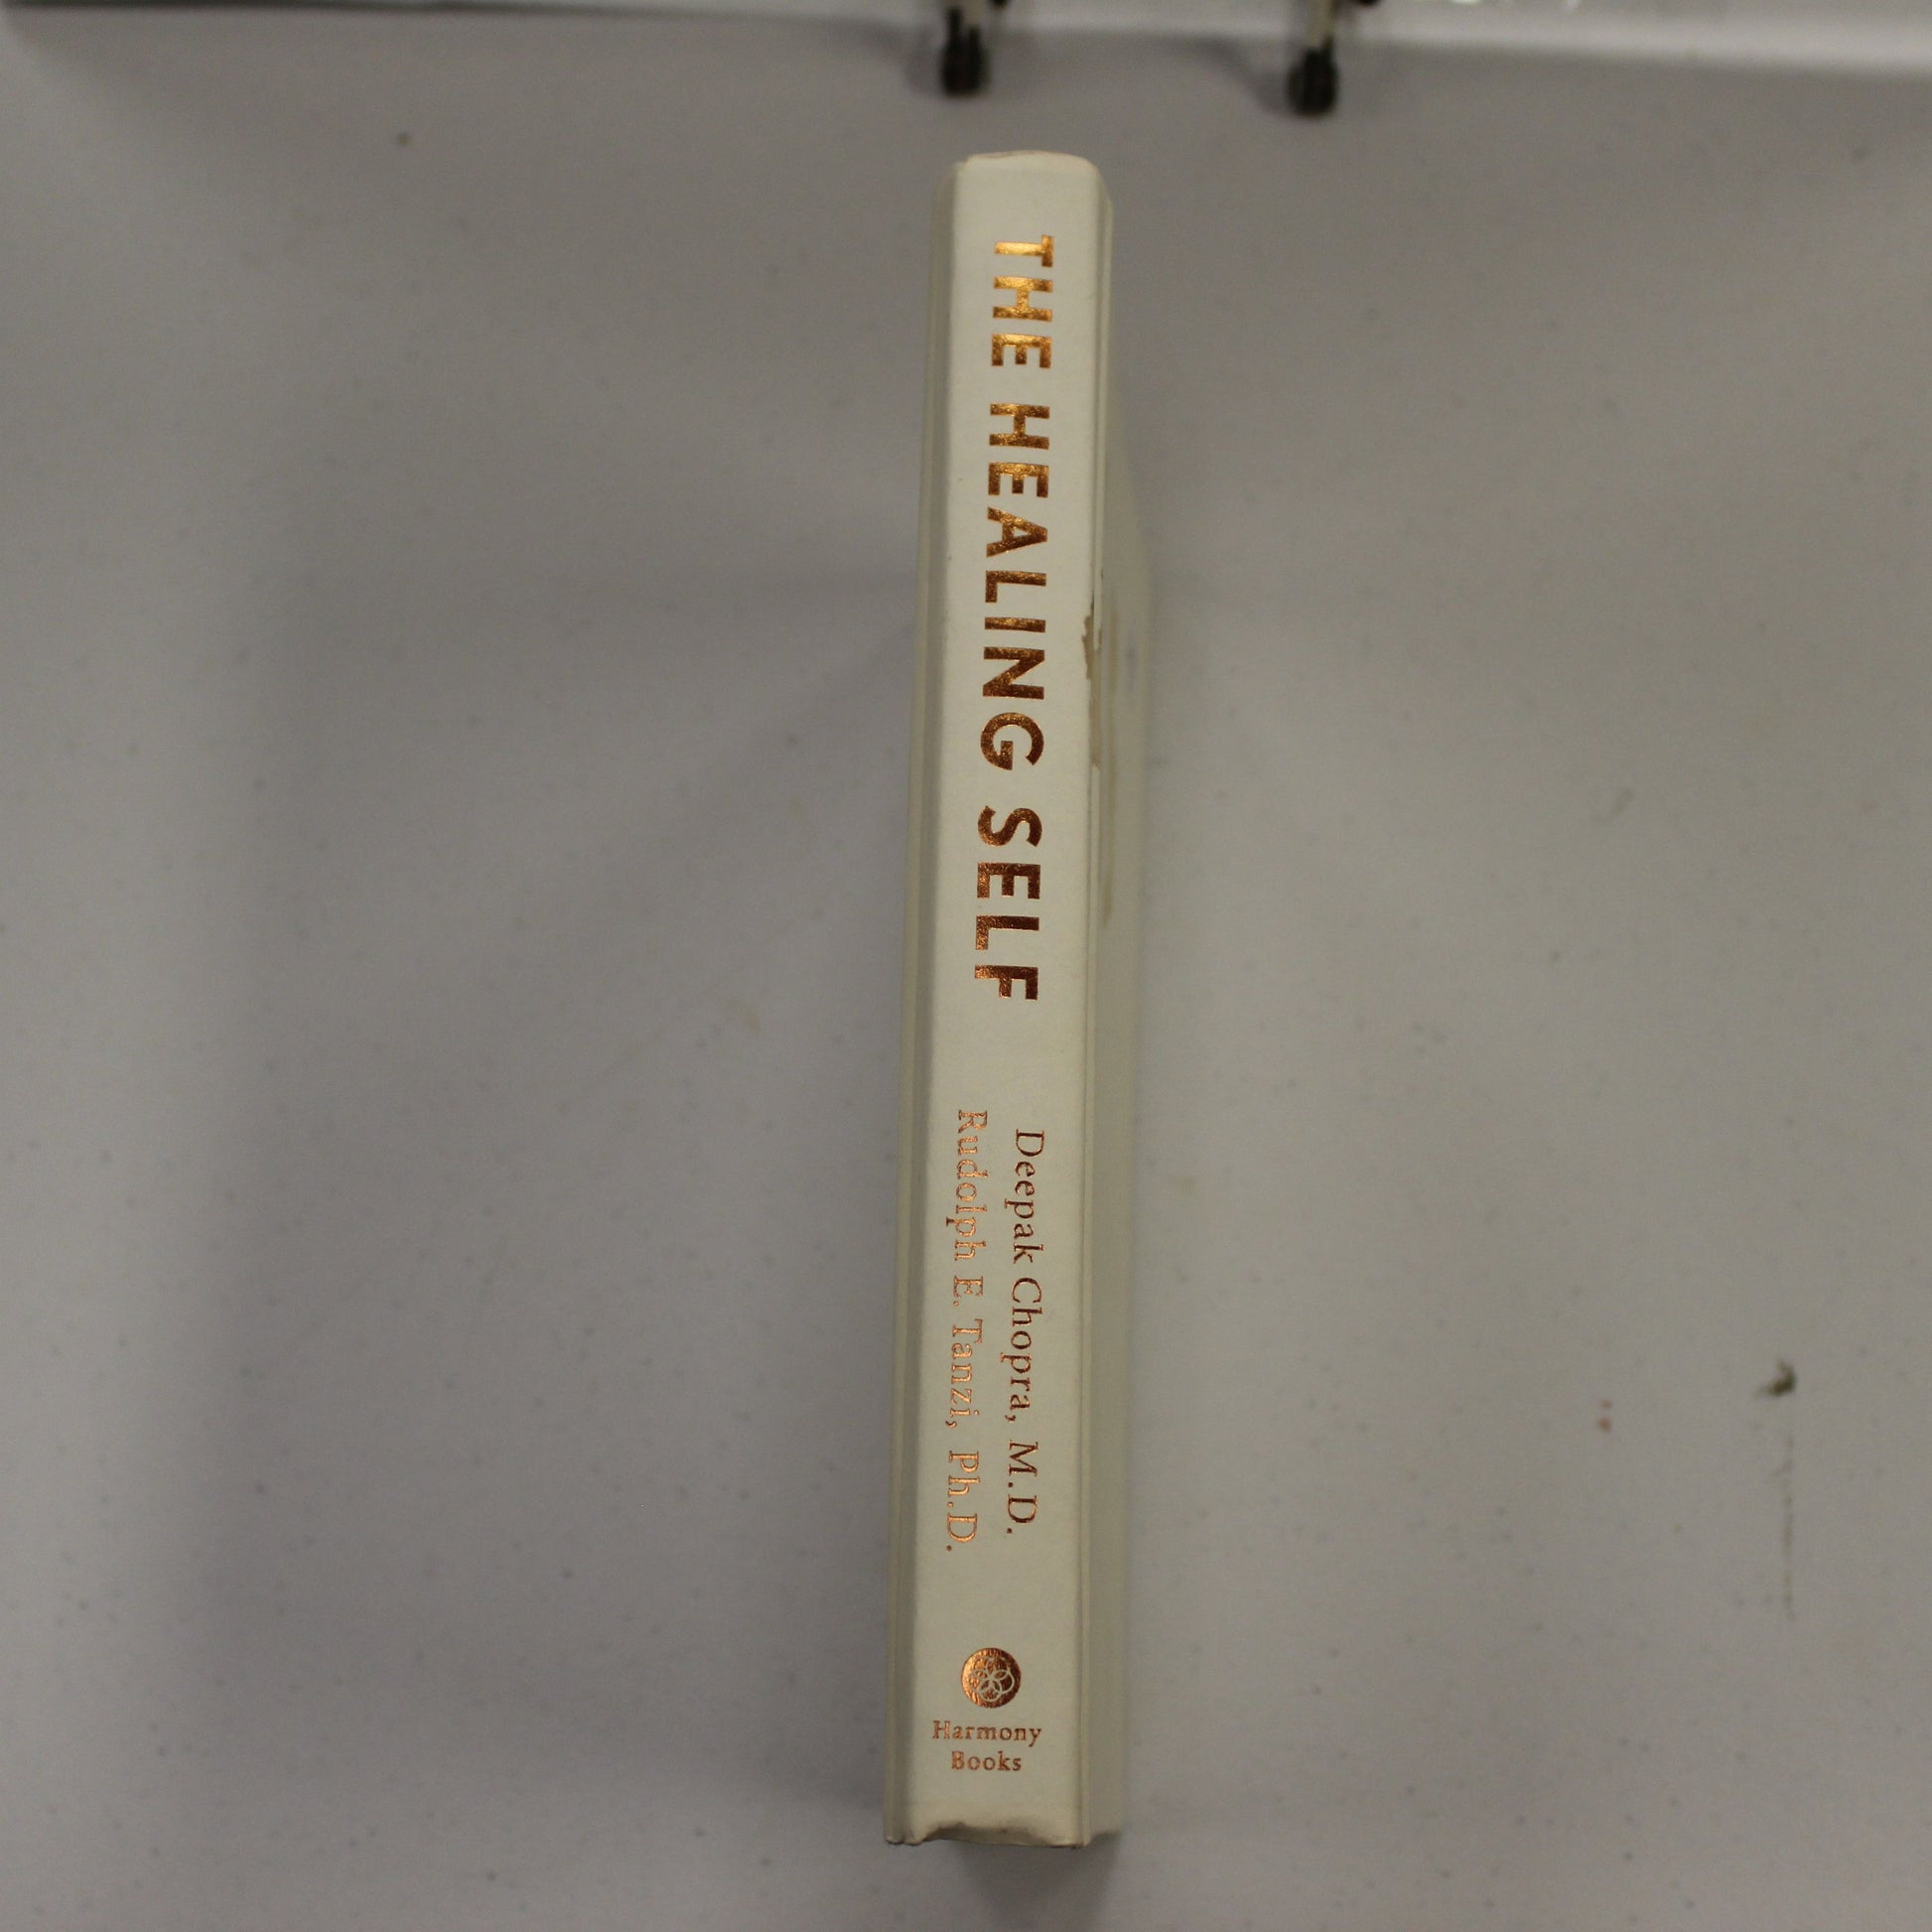 THE HEALING SELF
Deepak Chopra, M.D.
Rudolph E. Tanzi, Ph.D.
Harmony
Books